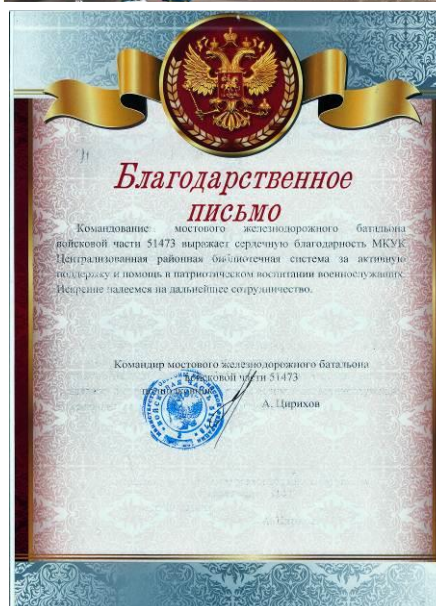 Благодарственное
письмо
Командование мостового железнодорожного батальона
войсковой части 51473 выражает сердечную благодарность МКУК
Централизованная районная библиотечная система за активную
поддержку и помощь в патриотическом воспитании военнослужащих.
Искренне надеемся на дальнейшее сотрудничество.
Командир мостового железнодорожного батальона
войсковой части 51473
подполковник
А. Цирихов